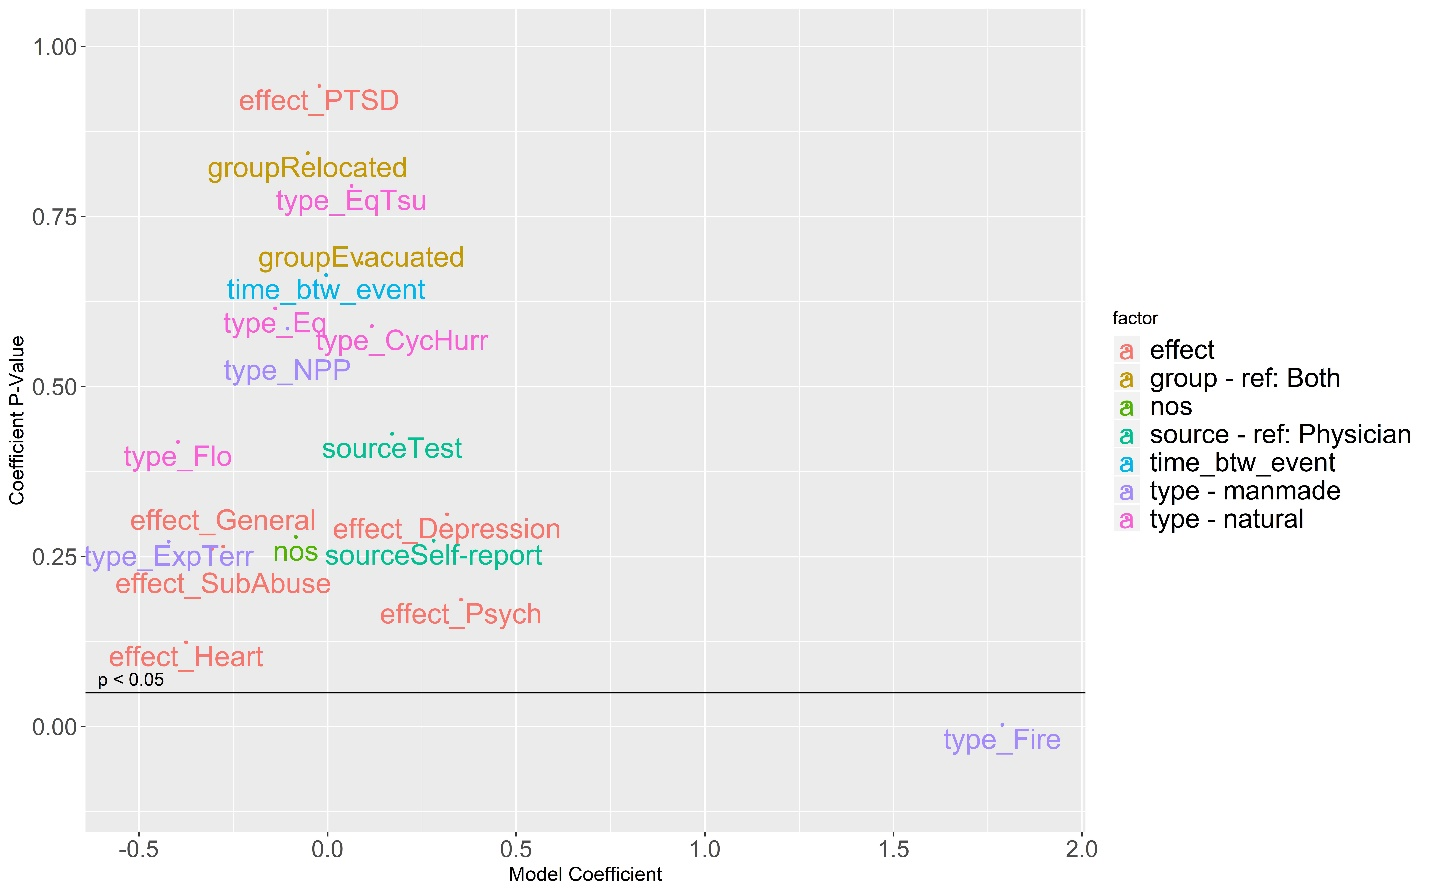 1.00
effect_PTSD
groupRelocated
type_EqTsu
0.75
groupEvacuated
time_btw_event
type_Eq
type_CycHurr
type_NPP
0.50
sourceTest
type_Flo
effect_General
effect_Depression
nos
0.25
type_ExpTerr
sourceSelf-report
effect_SubAbuse
effect_Psych
effect_Heart
p < 0.05
0.00
type_Fire
Coefficient P-Value
-0.5 0.0 0.5 1.0 1.5 2.0
Model Coefficient
factor
a effect
a group - ref: Both
a nos
a source - ref: Physician
a time_btw_event
a type - manmade
a type - natural